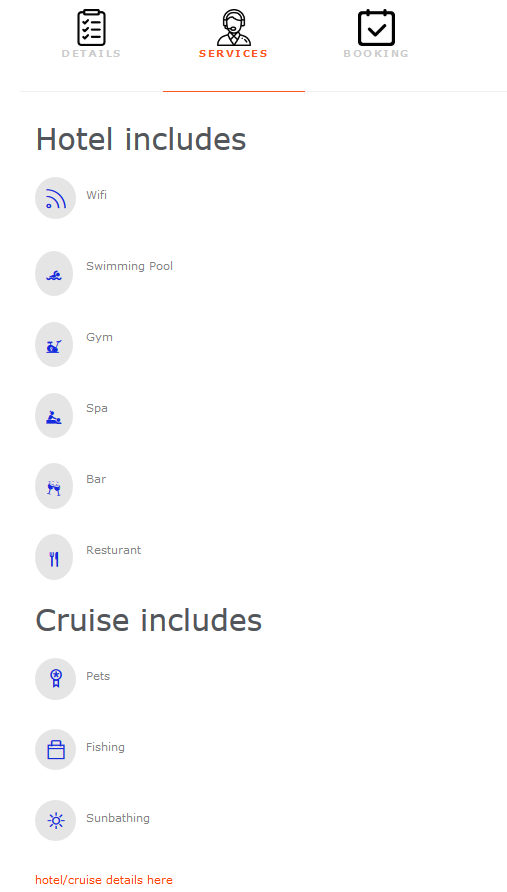 DETAILS
SERVICES
BOOKING
Hotel includes
Wifi
Swimming Pool
Gym
Spa
Bar
Resturant
Cruise includes
Pets
Fishing
Sunbathing
hotel/cruise details here